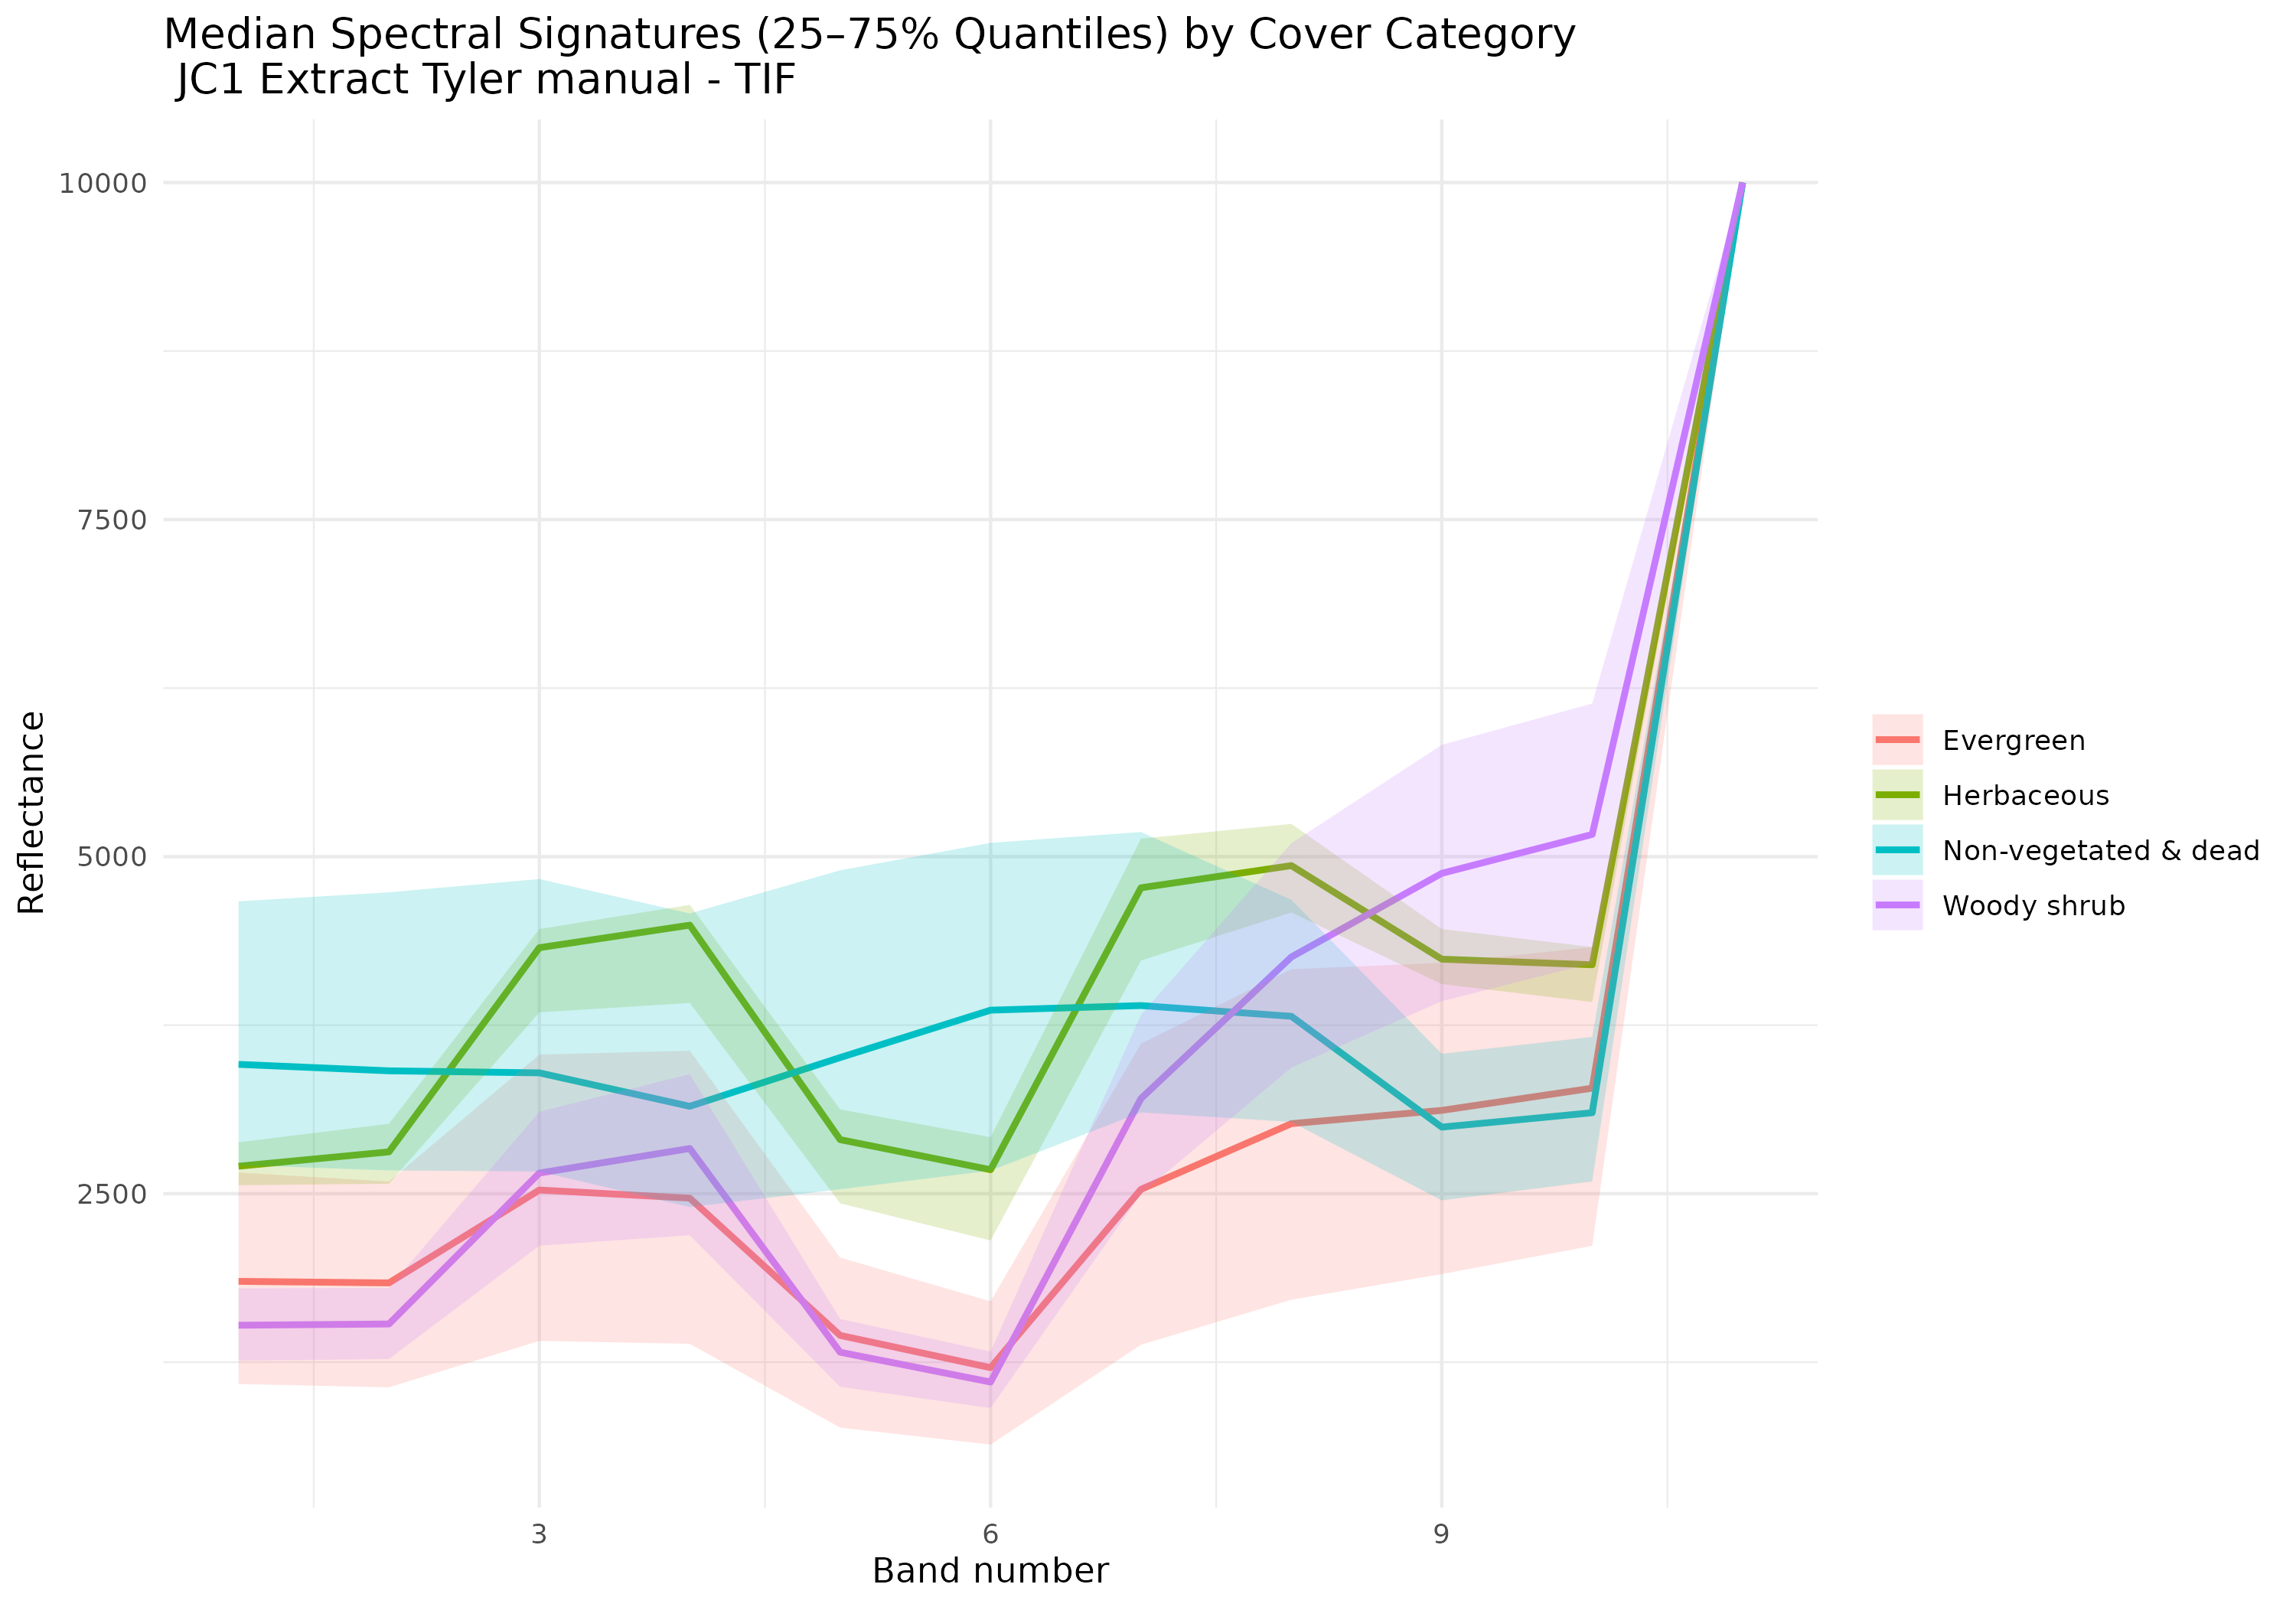 Median Spectral Signatures (25–75% Quantiles) by Cover Category
JC1 Extract Tyler manual - TIF
10000
7500
5000
2500
Reflectance
3
6
9
Band number
Evergreen
Herbaceous
Non-vegetated & dead
Woody shrub